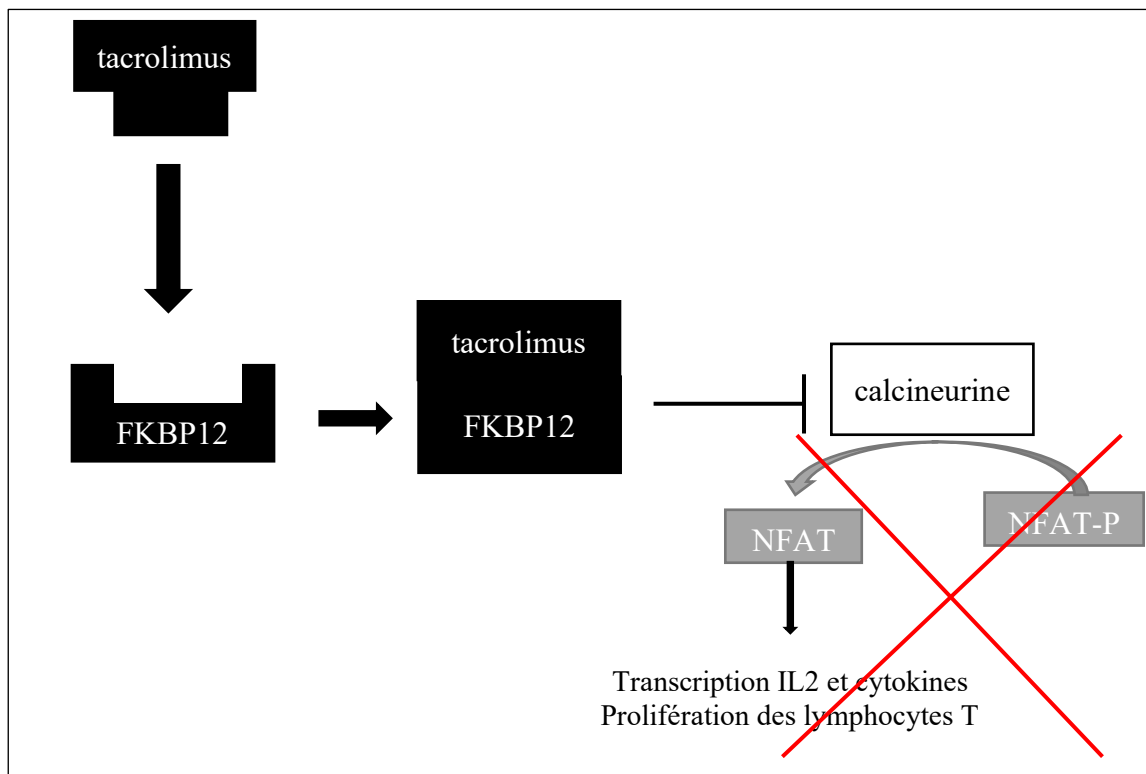 tacrolimus
FKBP12
tacrolimus
FKBP12
calcineurine
NFAT
NFAT-P
Transcription IL2 et cytokines
Prolifération des lymphocytes T